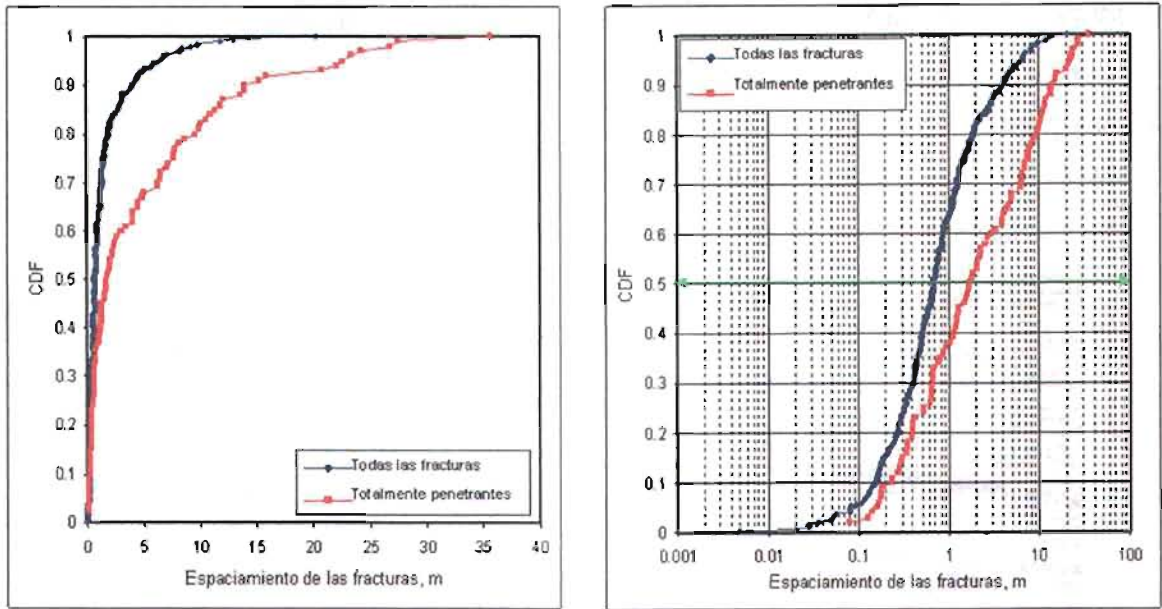 1
0.9
0.8
0.7
0.6
0.5
0.4
0.3
0.2
0.1
0
CDF
0 5 10 15 20 25 30 35 40
Espaciamiento de las fracturas, m
Todas las fracturas
Totalmente penetrantes
1
0.9
0.8
0.7
0.6
0.5
0.4
0.3
0.2
0.1
0
CDF
0.001 0.01 0.1 1 10 100
Espaciamiento de las fracturas, m
Todas las fracturas
Totalmente penetrantes